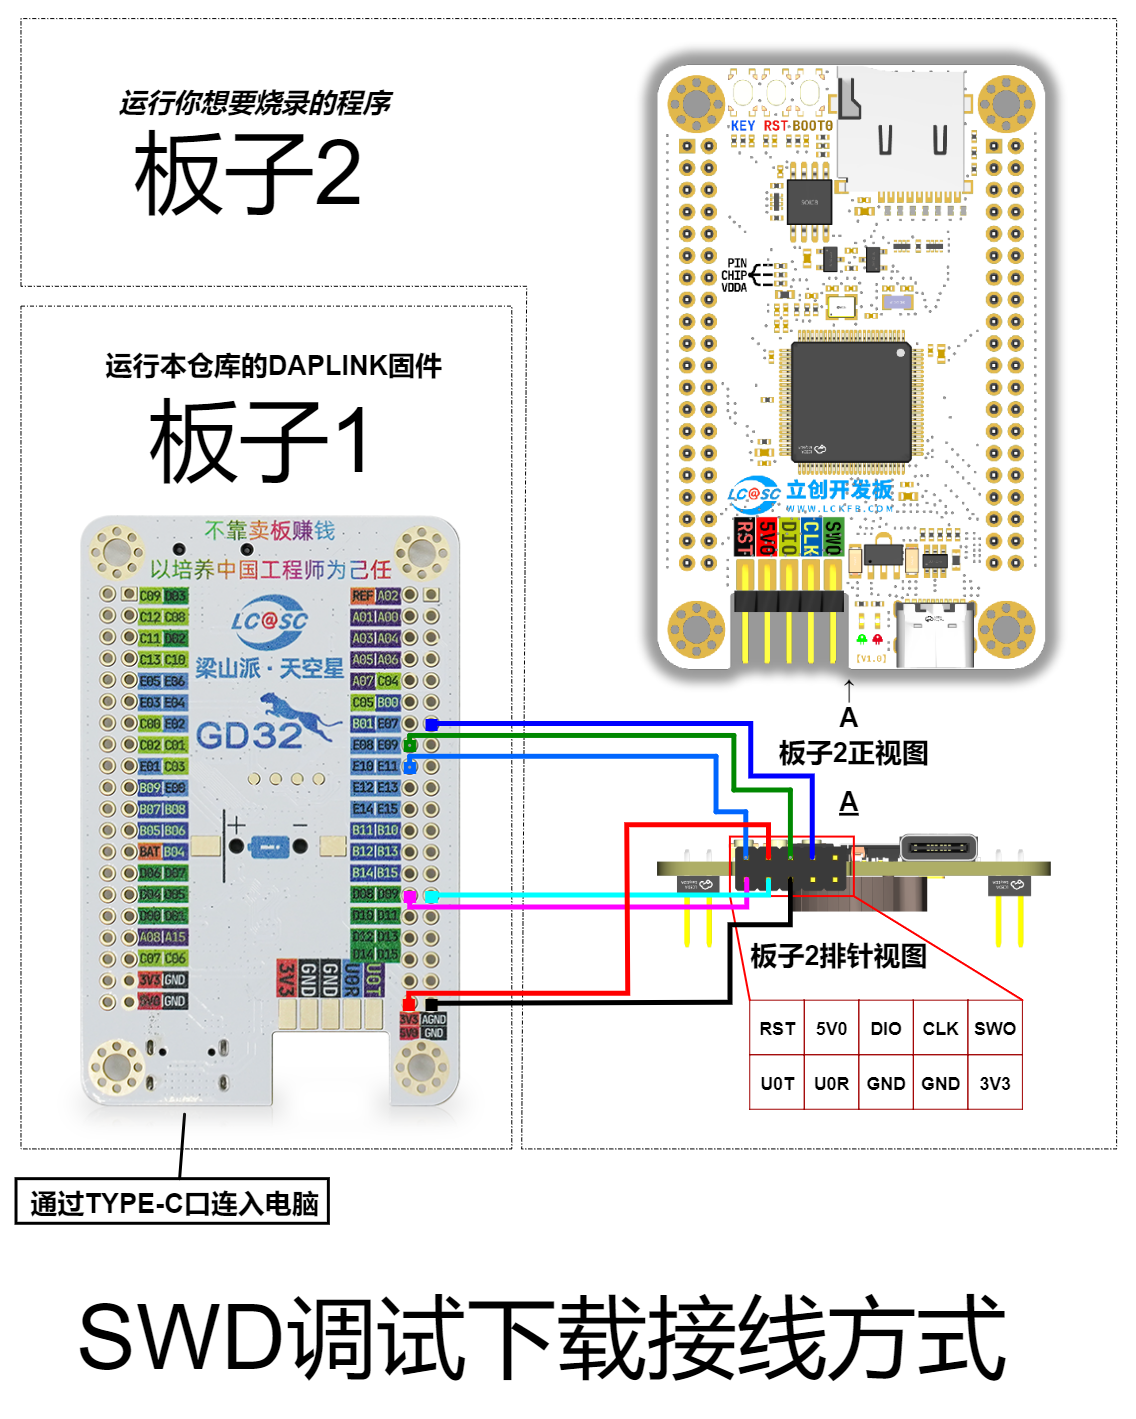 运行你想要烧录的程序
板子2
KEY RST BOOT0
PIN
CHIP
VDDA
LC@SC 立创开发板
WWW.LCKFB.COM
RST 5V0 DIO CLK SWO
【V1.0】
A
板子2正视图
A
板子2排针视图
RST 5V0 DIO CLK SWO
U0T U0R GND GND 3V3
运行本仓库的DAPLINK固件
板子1
不靠卖板赚钱
以培养中国工程师为己任
LC@SC
梁山派·天空星
GD32
C09 D03
C12 C08
C11 D02
C13 C10
E05 E06
E03 E04
C00 E02
C02 C01
E01 C03
B09 E00
B07 B08
B05 B06
BAT B04
D06 D07
D04 D05
D00 D01
A08 A15
C07 C06
3V3 GND
5V0 GND
REF A02
A01 A00
A03 A04
A05 A06
A07 C04
C05 B00
B01 E07
E08 E09
E10 E11
E12 E13
E14 E15
B11 B10
B12 B13
B14 B15
D08 D09
D10 D11
D12 D13
D14 D15
3V3 GND GND U0R U0T
3V3 AGND
5V0 GND
通过TYPE-C口连入电脑
SWD调试下载接线方式